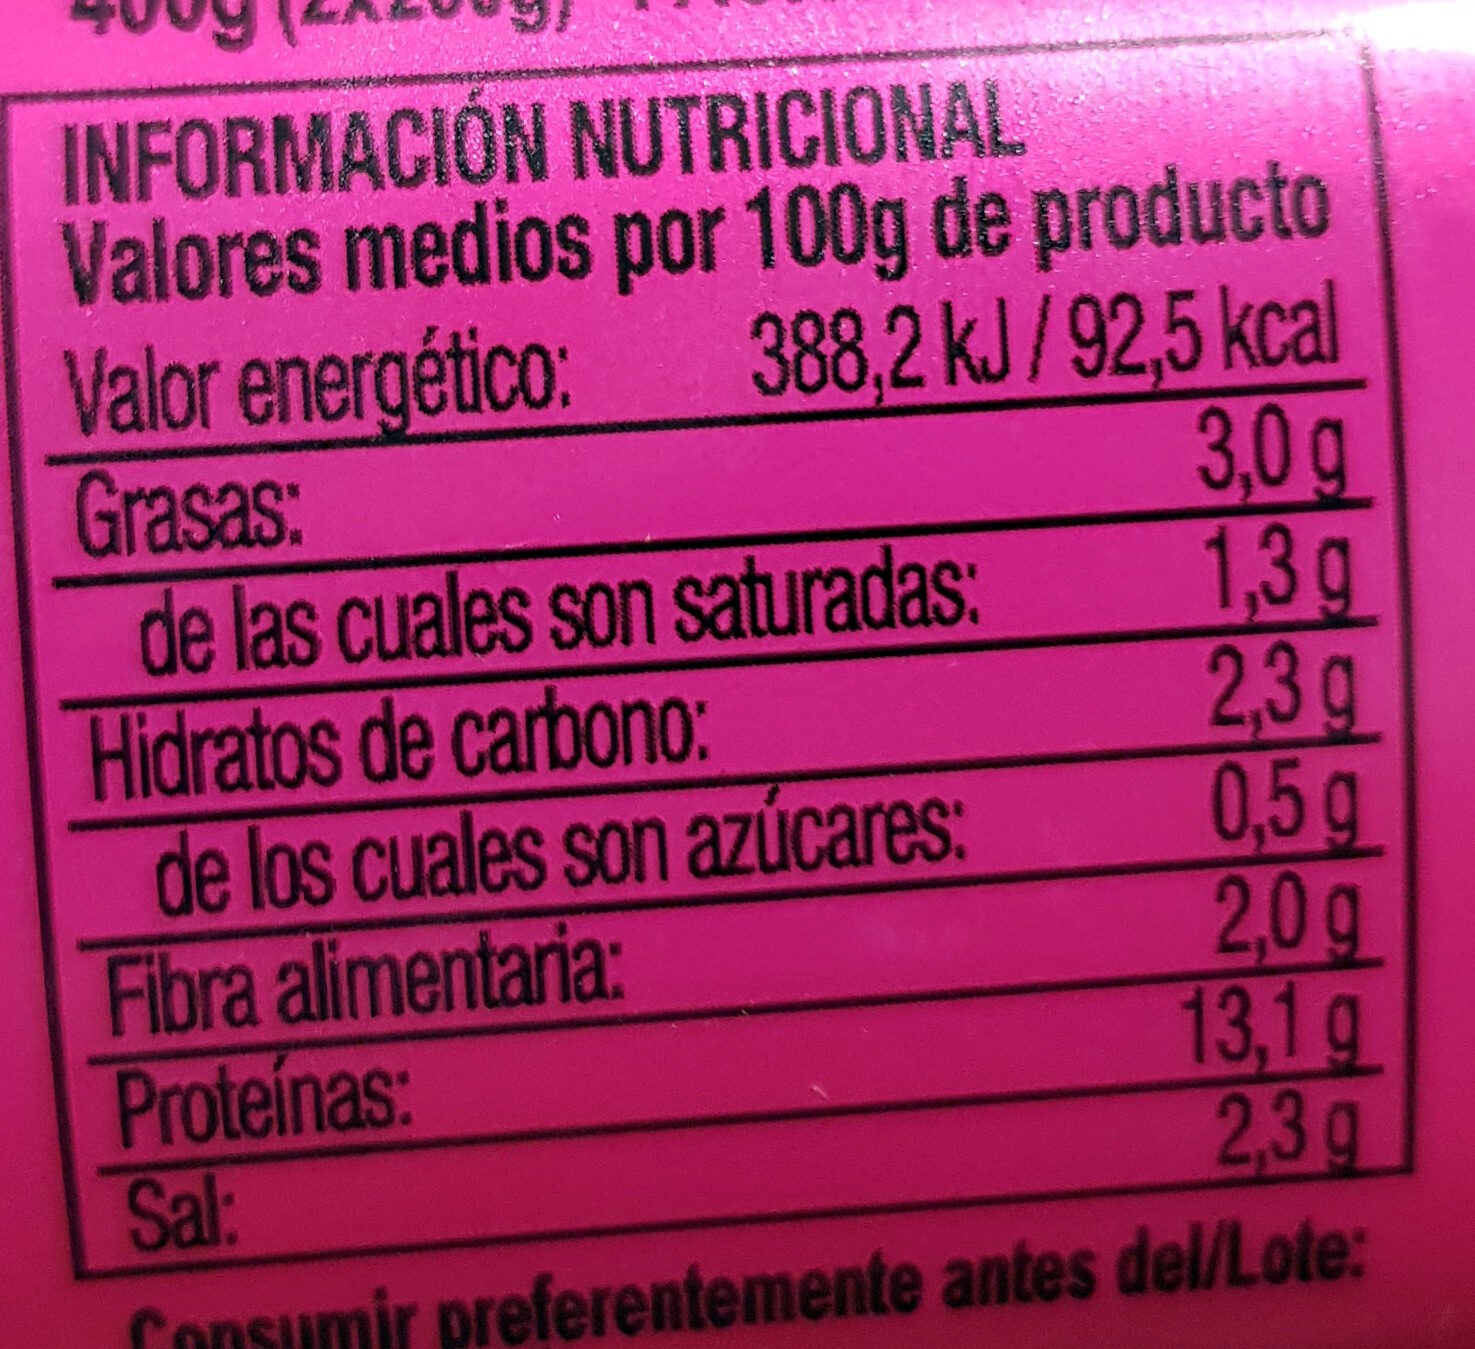 400g
INFORMACIÓN NUTRICIONAL
Valores medios por 100g de producto
Valor energético: 388,2 kJ / 92,5 kcal
Grasas: 3,0 g
de las cuales son saturadas: 1,3 g
Hidratos de carbono: 2,3 g
de los cuales son azúcares: 0,5 g
Fibra alimentaria: 2,0 g
Proteínas: 13,1 g
Sal: 2,3 g
Consumir preferentemente antes del/Lote: